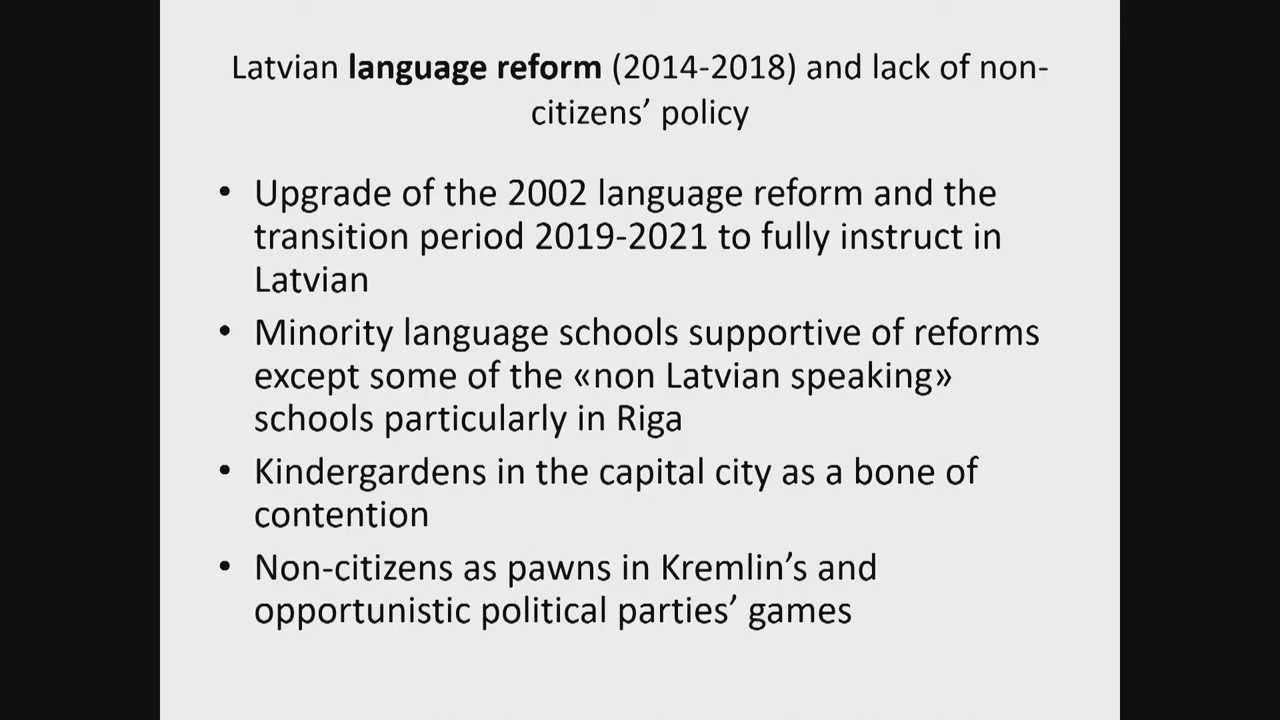 Latvian language reform (2014-2018) and lack of non-
citizens’ policy
• Upgrade of the 2002 language reform and the
transition period 2019-2021 to fully instruct in
Latvian
• Minority language schools supportive of reforms
except some of the «non Latvian speaking»
schools particularly in Riga
• Kindergardens in the capital city as a bone of
contention
• Non-citizens as pawns in Kremlin’s and
opportunistic political parties’ games